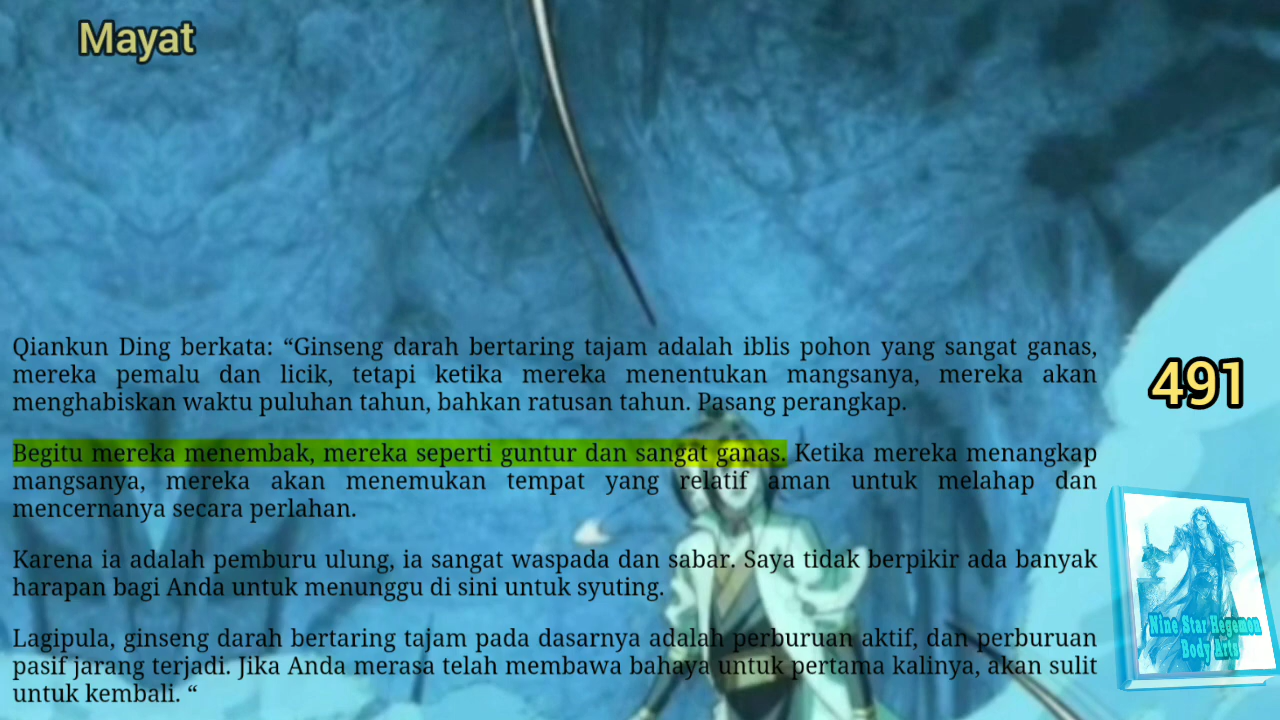 Mayat
Qiankun Ding berkata: “Ginseng darah bertaring tajam adalah iblis pohon yang sangat ganas,
mereka pemalu dan licik, tetapi ketika mereka menentukan mangsanya, mereka akan
menghabiskan waktu puluhan tahun, bahkan ratusan tahun. Pasang perangkap.
491
Begitu mereka menembak, mereka seperti guntur dan sangat ganas. Ketika mereka menangkap
mangsanya, mereka akan menemukan tempat yang relatif aman untuk melahap dan
mencernanya secara perlahan.
Karena ia adalah pemburu ulung, ia sangat waspada dan sabar. Saya tidak berpikir ada banyak
harapan bagi Anda untuk menunggu di sini untuk syuting.
Lagipula, ginseng darah bertaring tajam pada dasarnya adalah perburuan aktif, dan perburuan
pasif jarang terjadi. Jika Anda merasa telah membawa bahaya untuk pertama kalinya, akan sulit
untuk kembali. “
Nine Star Hegemon
Body Arts